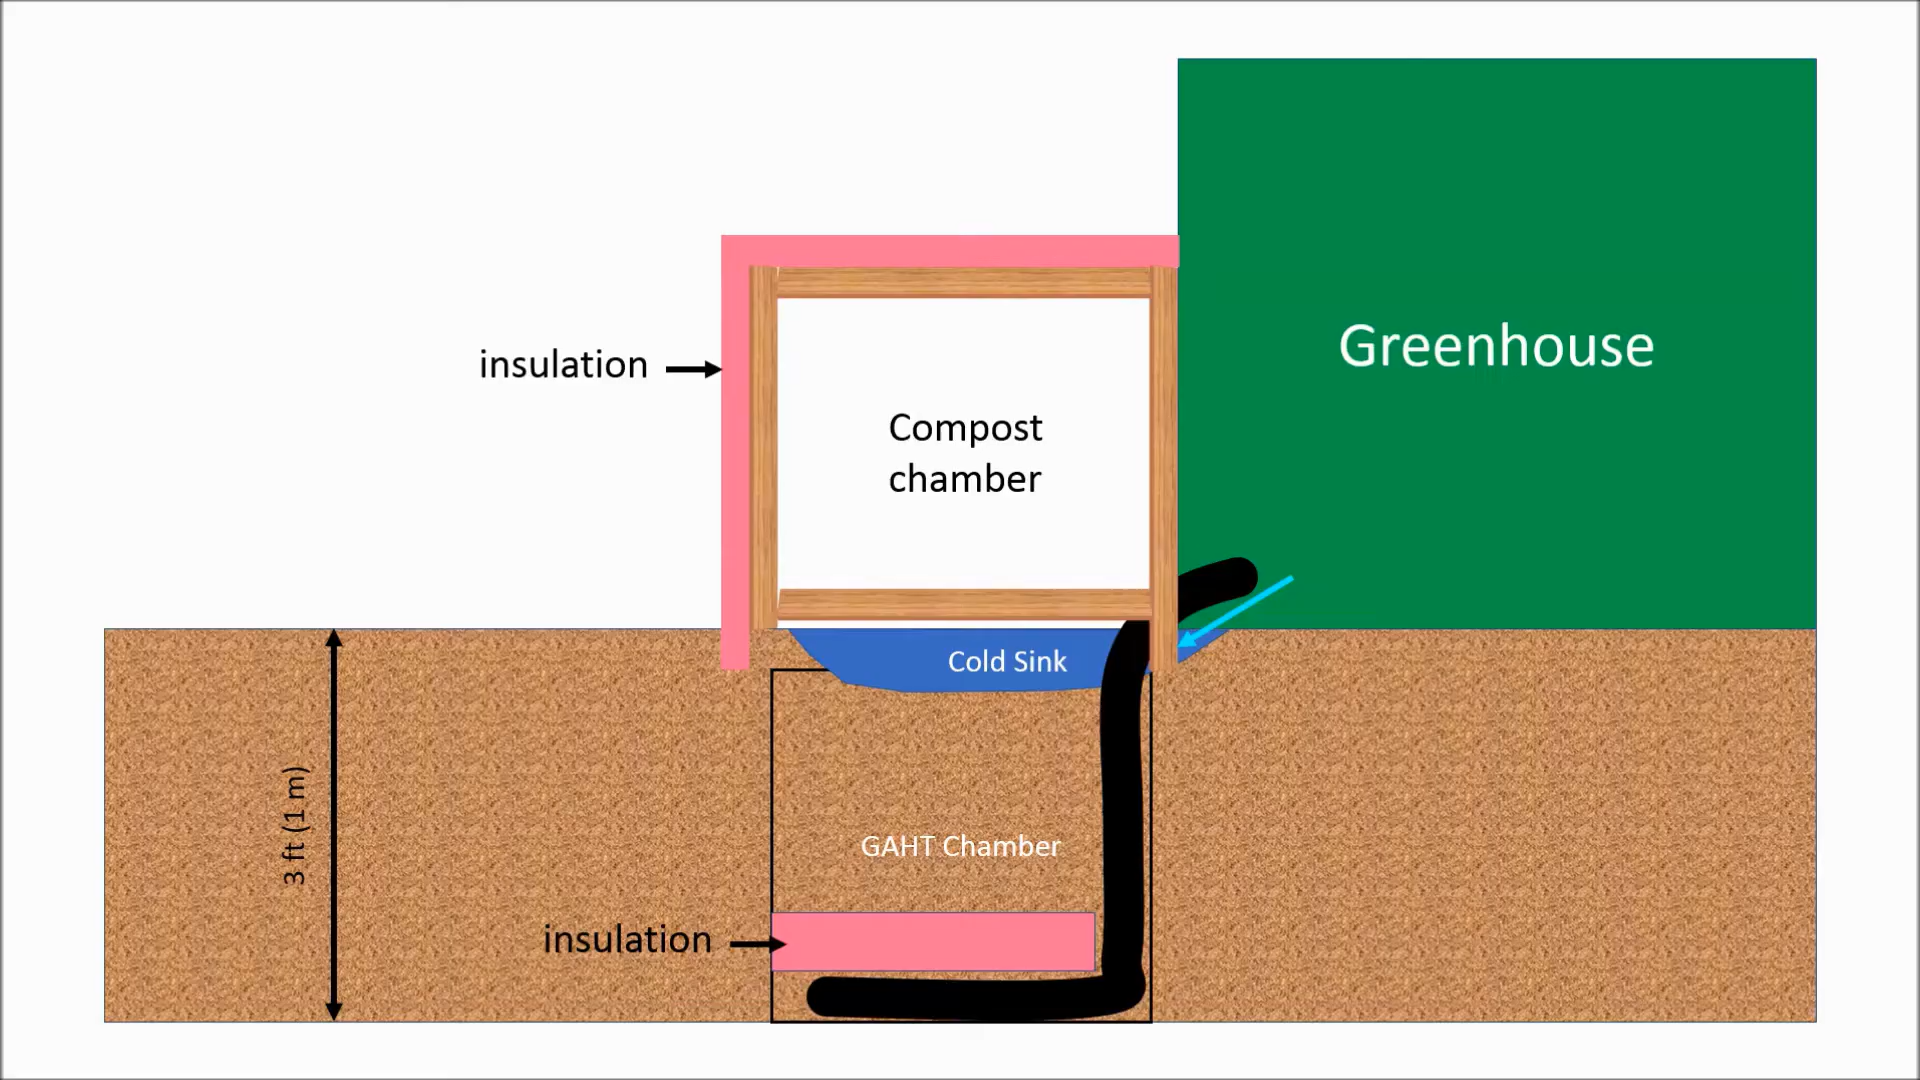 Greenhouse
insulation
Compost
chamber
Cold Sink
3 ft (1 m)
GAHT Chamber
insulation